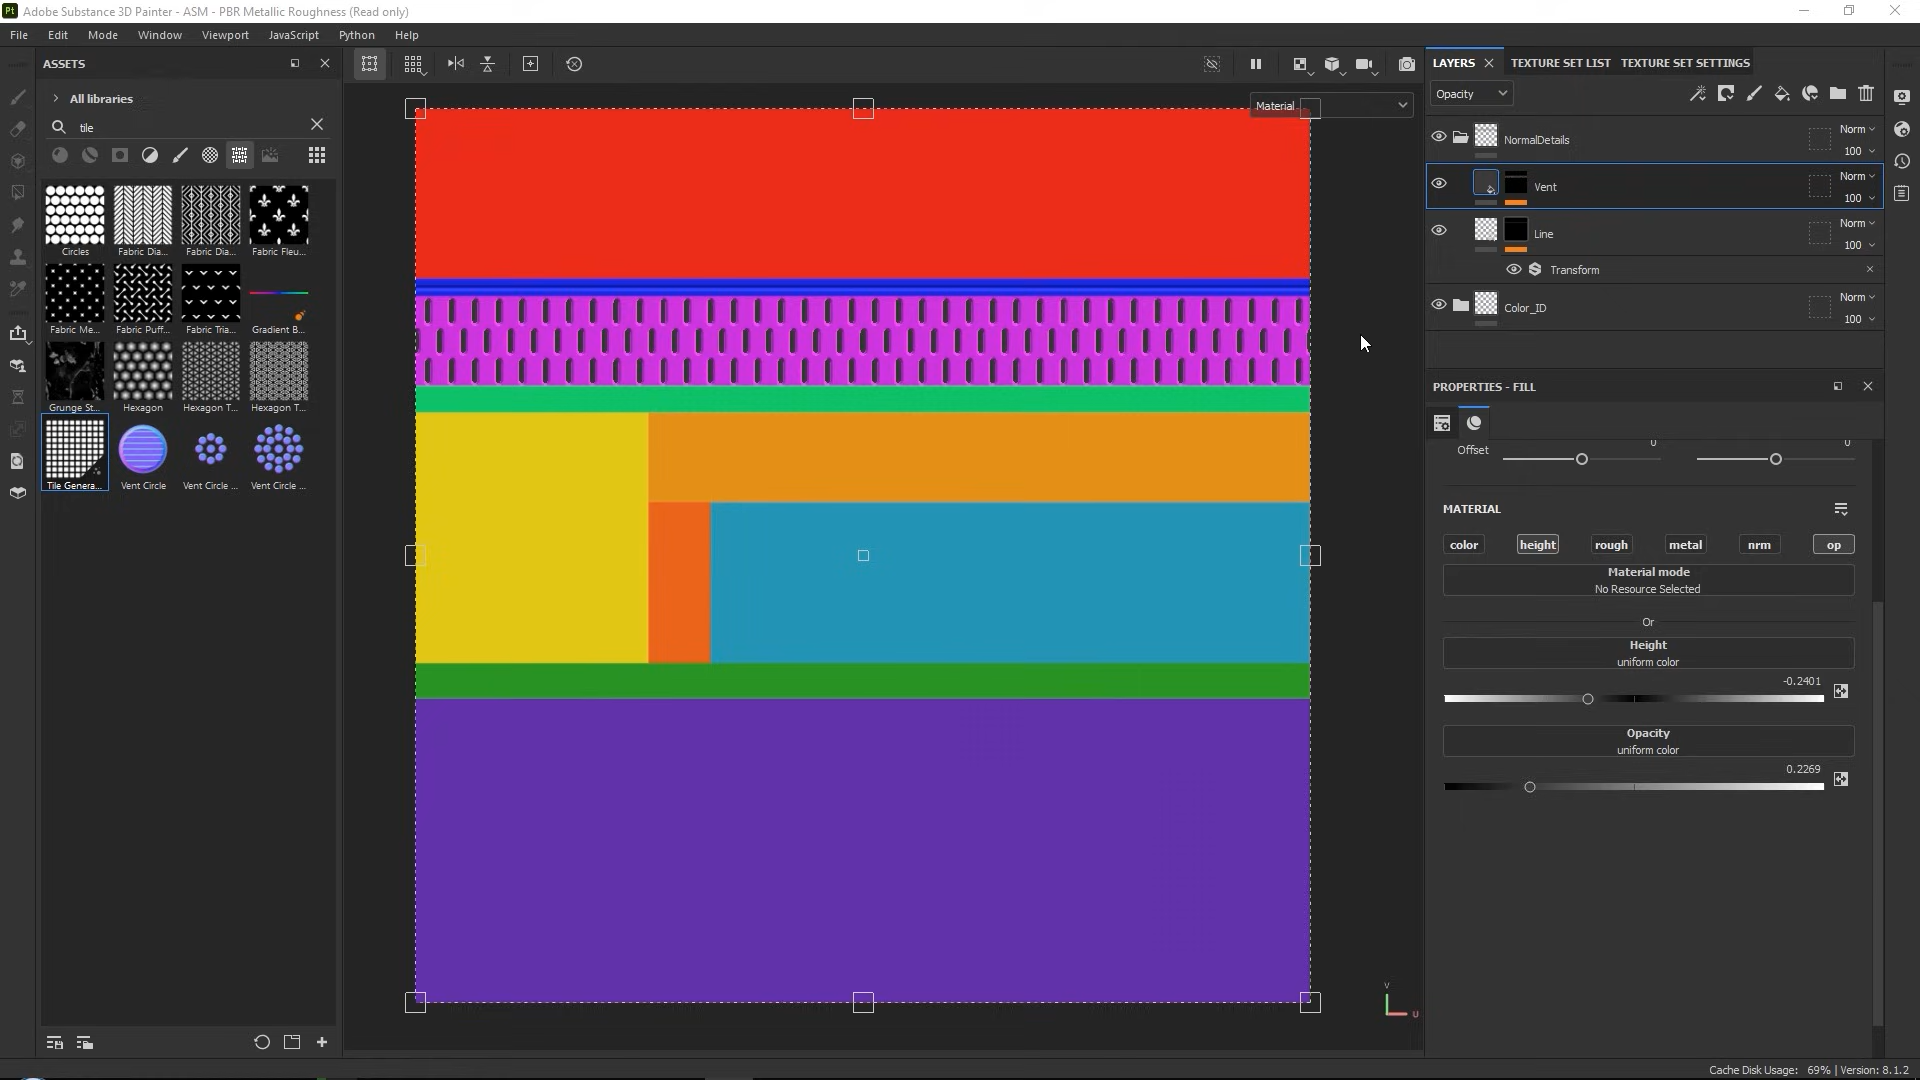 Pt Adobe Substance 3D Painter - ASM - PBR Metallic Roughness (Read only)
File Edit Mode Window Viewport JavaScript Python Help
ASSETS
All libraries
tile
Circles Fabric Dia... Fabric Dia... Fabric Fleu...
Fabric Me... Fabric Puff... Fabric Tria... Gradient B...
Grunge St... Hexagon Hexagon T... Hexagon T...
Tile Genera... Vent Circle Vent Circle ... Vent Circle ...
Material
V
U
LAYERS TEXTURE SET LIST TEXTURE SET SETTINGS
Opacity
NormalDetails Norm
100
Vent Norm
100
Line Norm
100
Transform
Color_ID Norm
100
PROPERTIES - FILL
0 0
Offset
MATERIAL
color height rough metal nrm op
Material mode
No Resource Selected
Or
Height
uniform color
-0.2401
Opacity
uniform color
0.2269
Cache Disk Usage: 69% | Version: 8.1.2